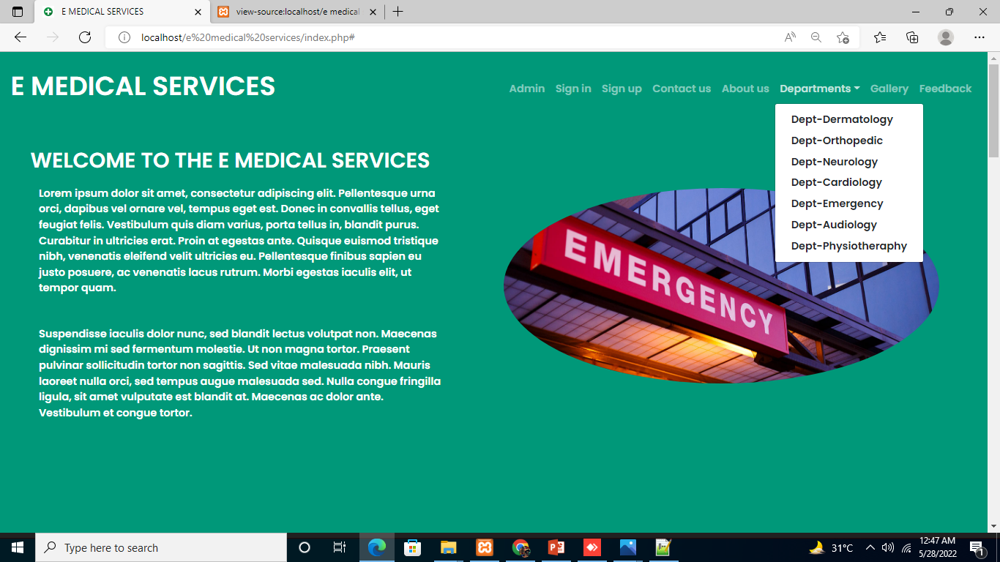 E MEDICAL SERVICES
view-source:localhost/e medical
localhost/e%20medical%20services/index.php#
E MEDICAL SERVICES
Admin Sign in Sign up Contact us About us Departments Gallery Feedback
Dept-Dermatology
Dept-Orthopedic
Dept-Neurology
Dept-Cardiology
Dept-Emergency
Dept-Audiology
Dept-Physiotheraphy
WELCOME TO THE E MEDICAL SERVICES
Lorem ipsum dolor sit amet, consectetur adipiscing elit. Pellentesque urna
orci, dapibus vel ornare vel, tempus eget est. Donec in convallis tellus, eget
feugiat felis. Vestibulum quis diam varius, porta tellus in, blandit purus.
Curabitur in ultricies erat. Proin at egestas ante. Quisque euismod tristique
nibh, venenatis eleifend velit ultricies eu. Pellentesque finibus sapien eu
justo posuere, ac venenatis lacus rutrum. Morbi egestas iaculis elit, ut
tempor quam.
Suspendisse iaculis dolor nunc, sed blandit lectus volutpat non. Maecenas
dignissim mi sed fermentum molestie. Ut non magna tortor. Praesent
pulvinar sollicitudin tortor non sagittis. Sed vitae malesuada nibh. Mauris
laoreet nulla orci, sed tempus augue malesuada sed. Nulla congue fringilla
ligula, sit amet vulputate est blandit at. Maecenas ac dolor ante.
Vestibulum et congue tortor.
EMERGENCY
Type here to search
31°C
12:47 AM
5/28/2022
1